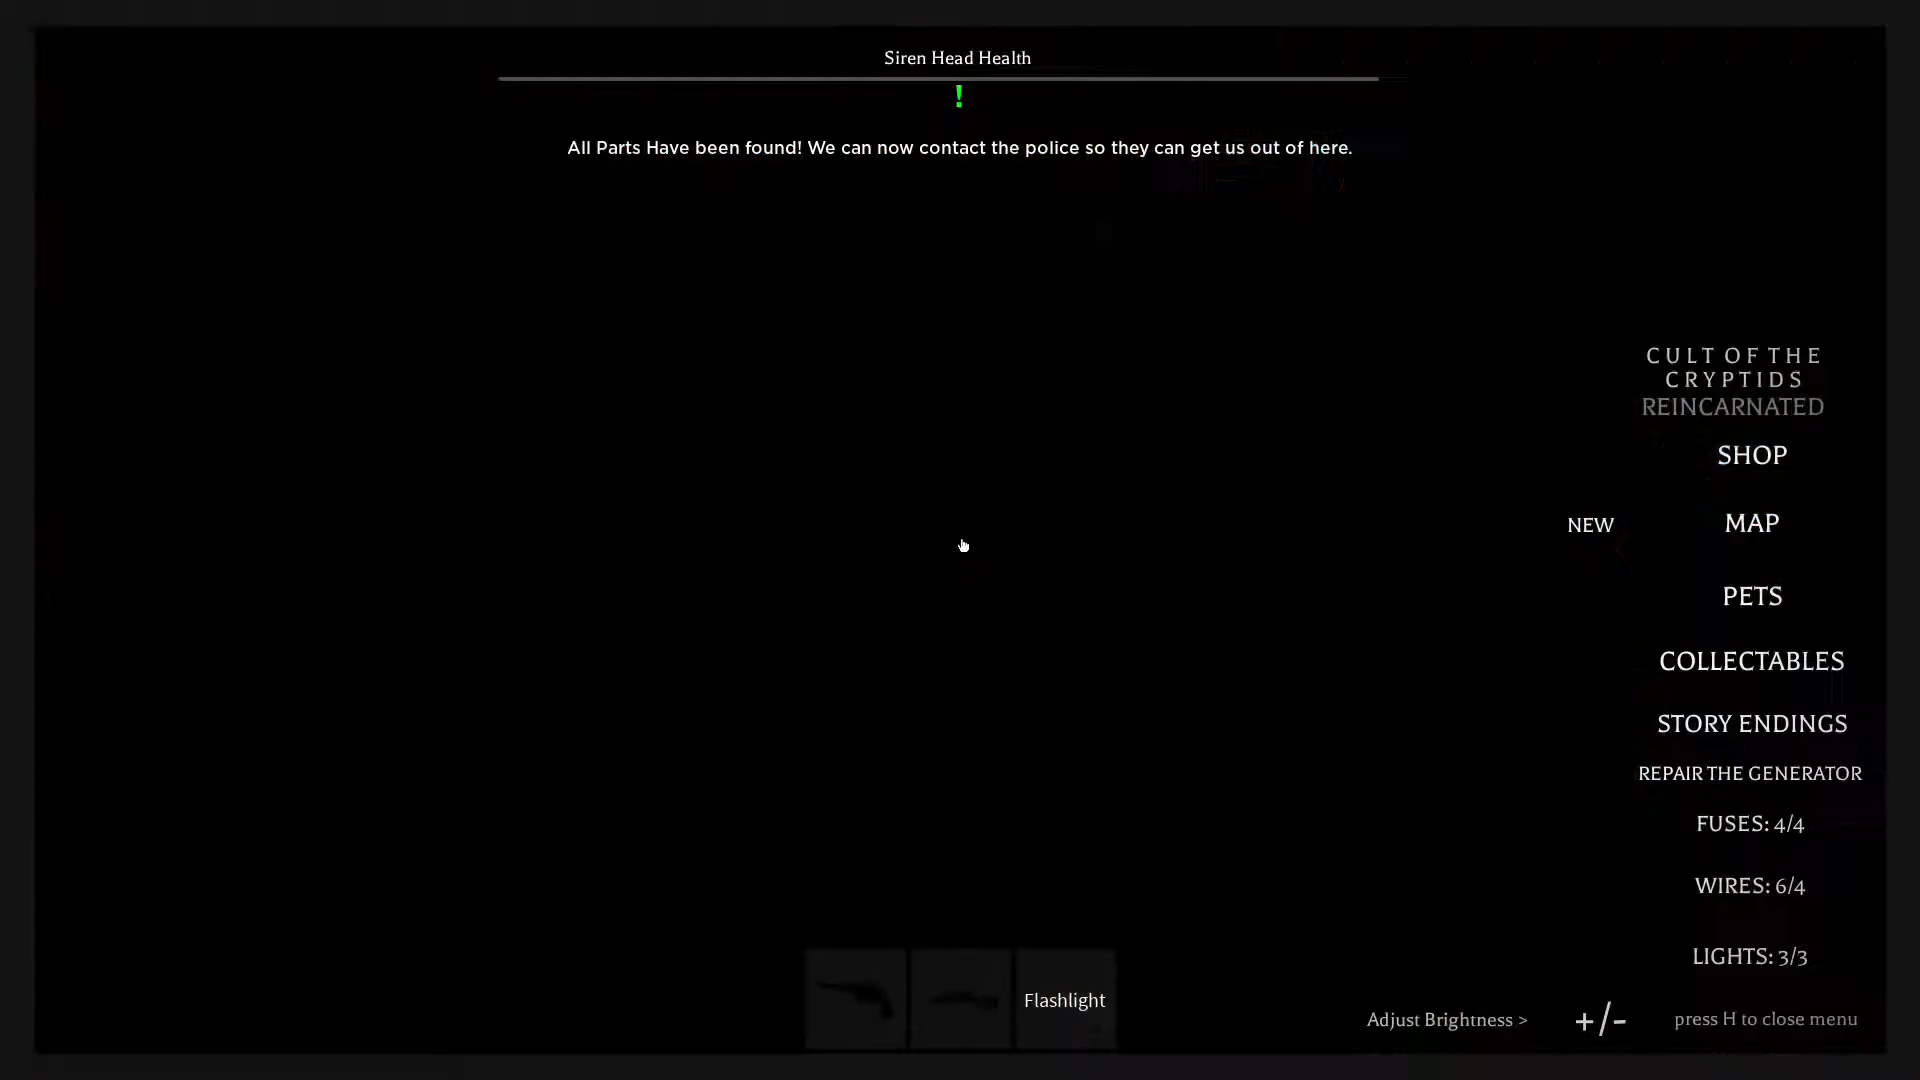 Siren Head Health
!
All Parts Have been found! We can now contact the police so they can get us out of here.
CULT OF THE
CRYPTIDS
REINCARNATED
SHOP
NEW MAP
PETS
COLLECTABLES
STORY ENDINGS
REPAIR THE GENERATOR
FUSES: 4/4
WIRES: 6/4
LIGHTS: 3/3
Flashlight
Adjust Brightness > +/- press H to close menu